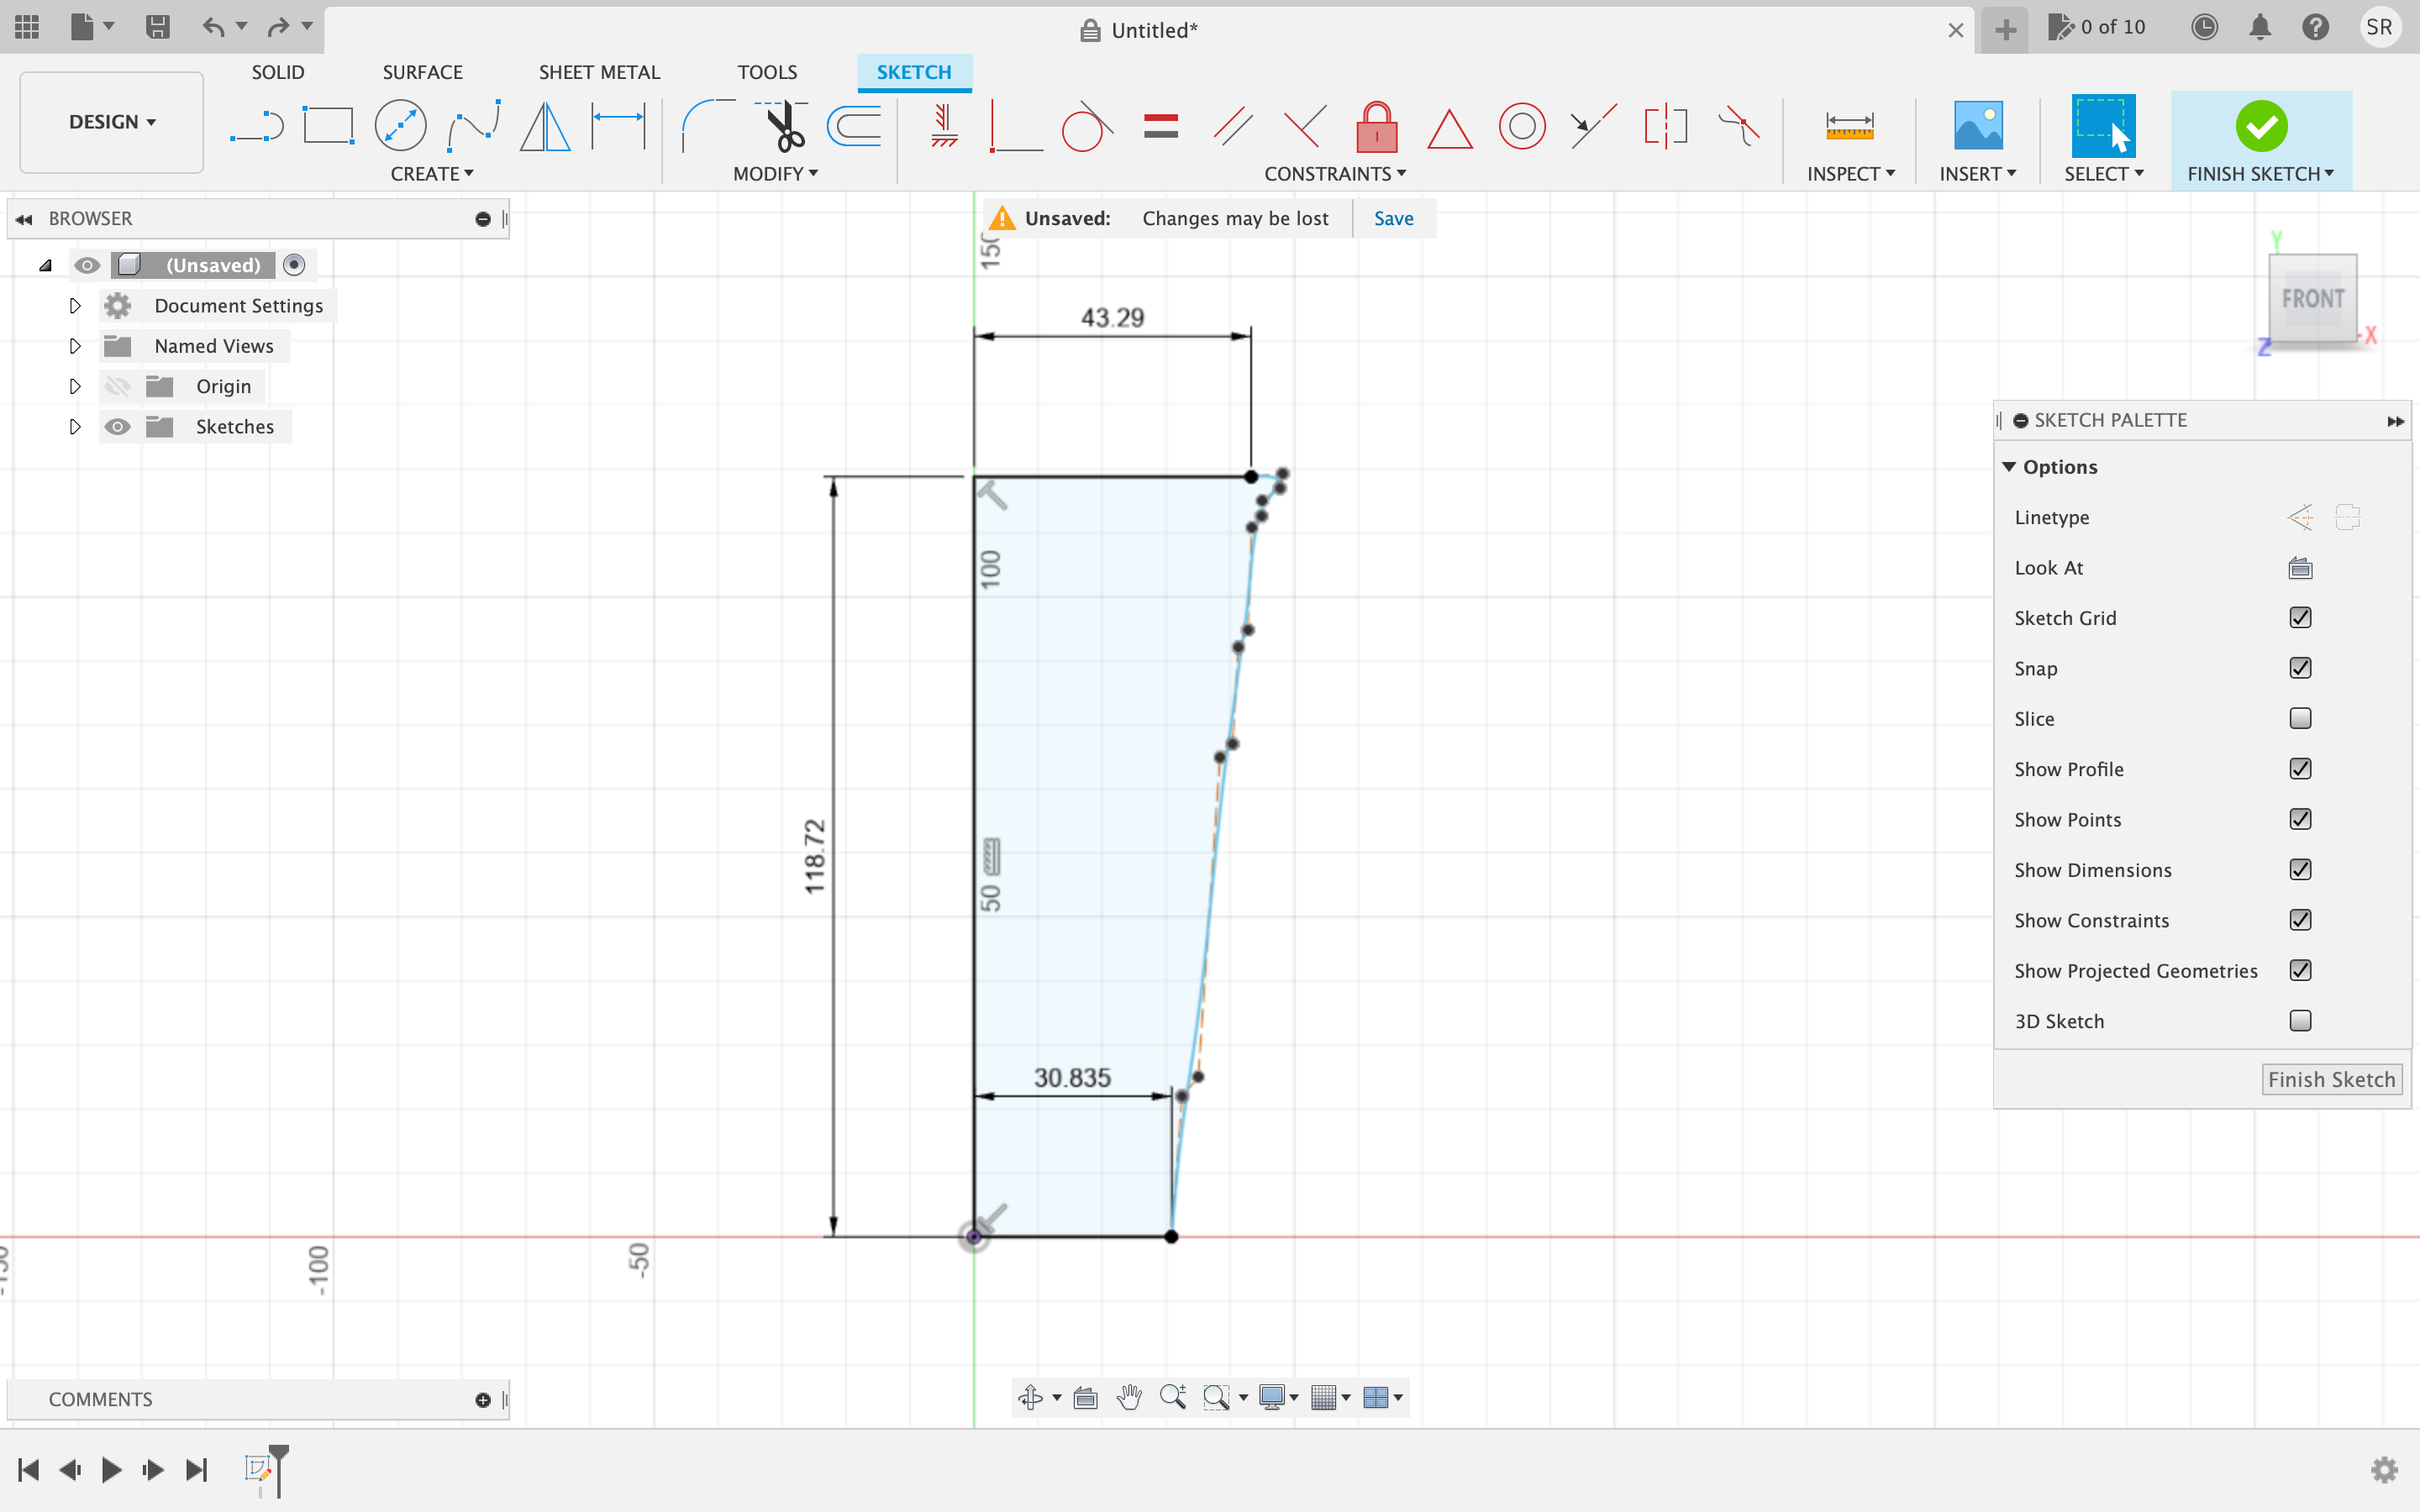 Untitled*
0 of 10
SR
DESIGN
SOLID
SURFACE
SHEET METAL
TOOLS
SKETCH
CREATE
MODIFY
CONSTRAINTS
INSPECT
INSERT
SELECT
FINISH SKETCH
BROWSER
Unsaved: Changes may be lost Save
(Unsaved)
Document Settings
Named Views
Origin
Sketches
150
43.29
100
118.72
50
30.835
-50
-100
Y
FRONT
X
Z
SKETCH PALETTE
Options
Linetype
Look At
Sketch Grid
Snap
Slice
Show Profile
Show Points
Show Dimensions
Show Constraints
Show Projected Geometries
3D Sketch
Finish Sketch
COMMENTS